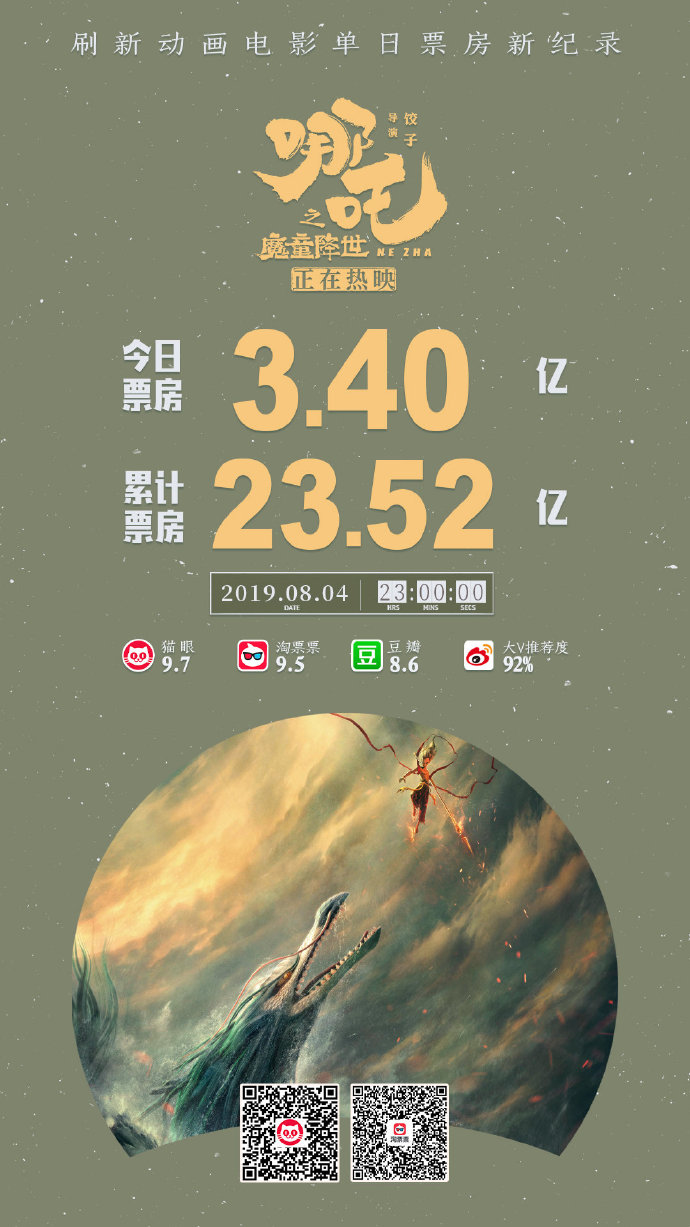 刷新动画电影单日票房新纪录
导演
饺子
哪吒
之
魔童降世 NE ZHA
正在热映
今日
票房
3.40 亿
累计
票房
23.52 亿
2019.08.04 23:00:00
DATE HRS MINS SECS
猫眼 淘票票 豆瓣 大V推荐度
9.7 9.5 8.6 92%
豆
淘票票